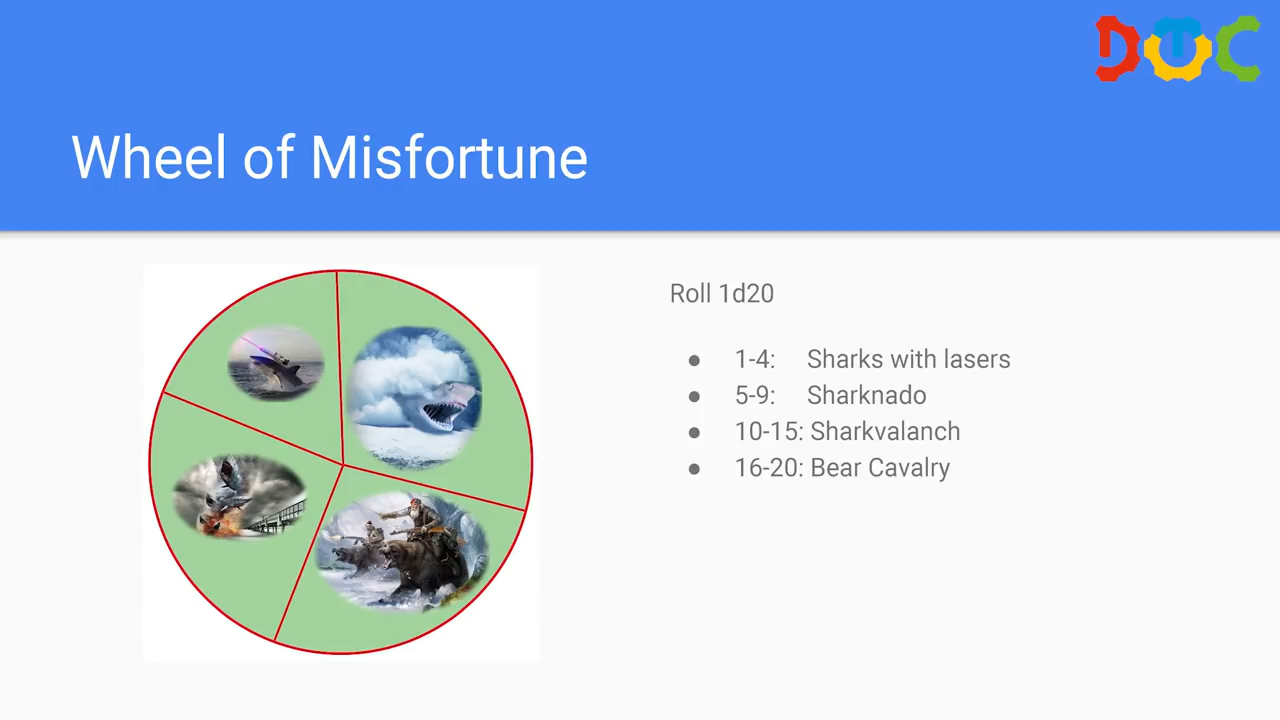 DUC
Wheel of Misfortune
Roll 1d20
● 1-4: Sharks with lasers
● 5-9: Sharknado
● 10-15: Sharkvalanch
● 16-20: Bear Cavalry